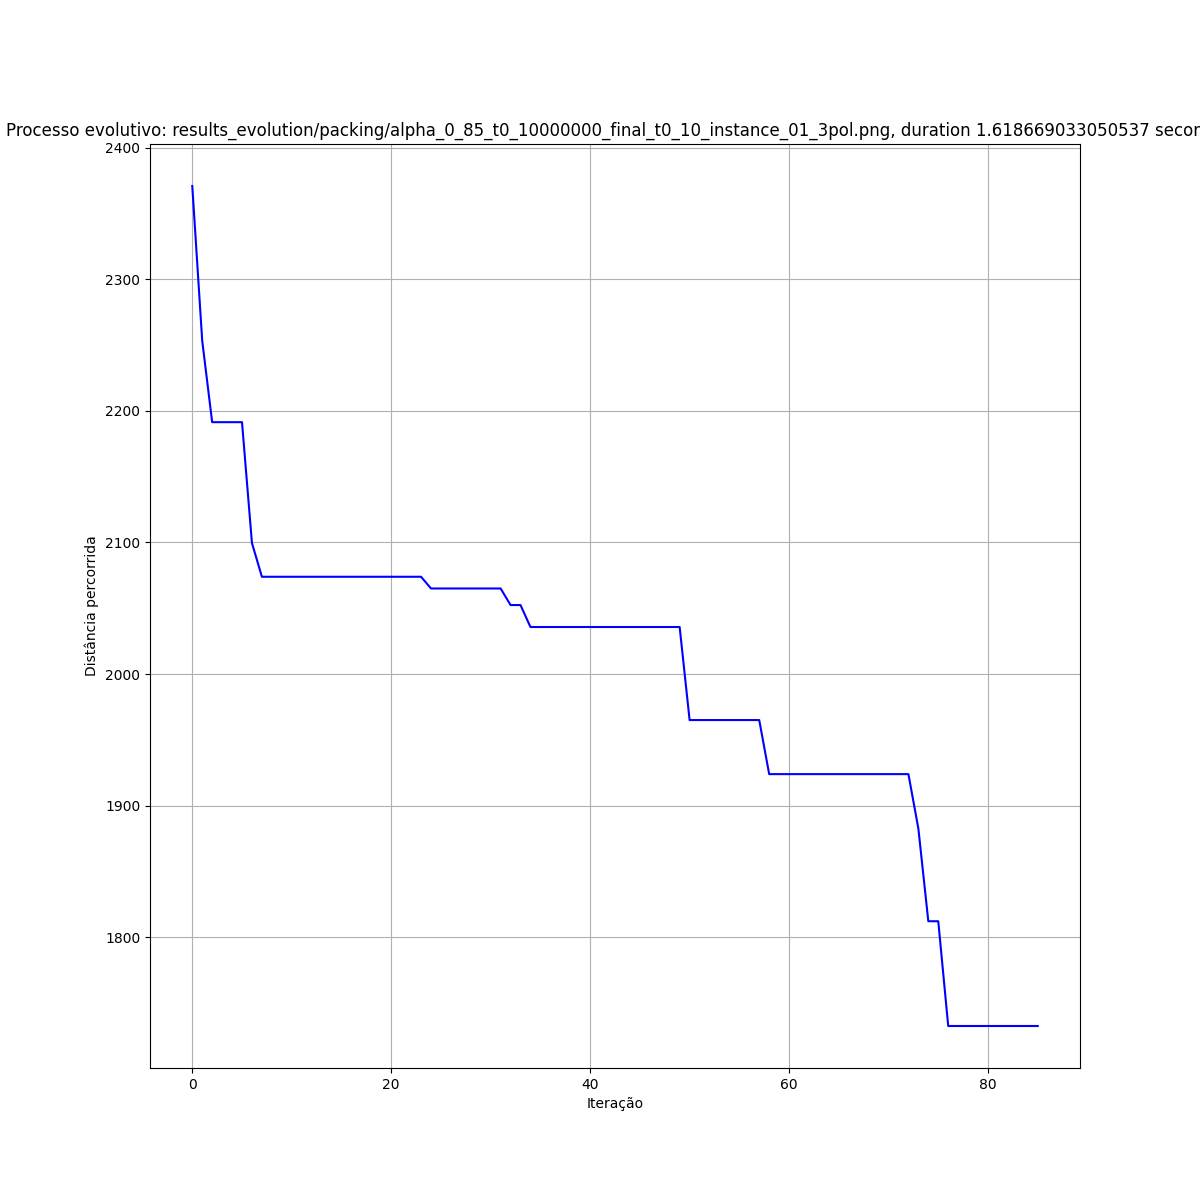 Processo evolutivo: results_evolution/packing/alpha_0_85_t0_10000000_final_t0_10_instance_01_3pol.png, duration 1.618669033050537 secor
2400
2300
2200
2100
2000
1900
1800
Distância percorrida
0 20 40 60 80
Iteração